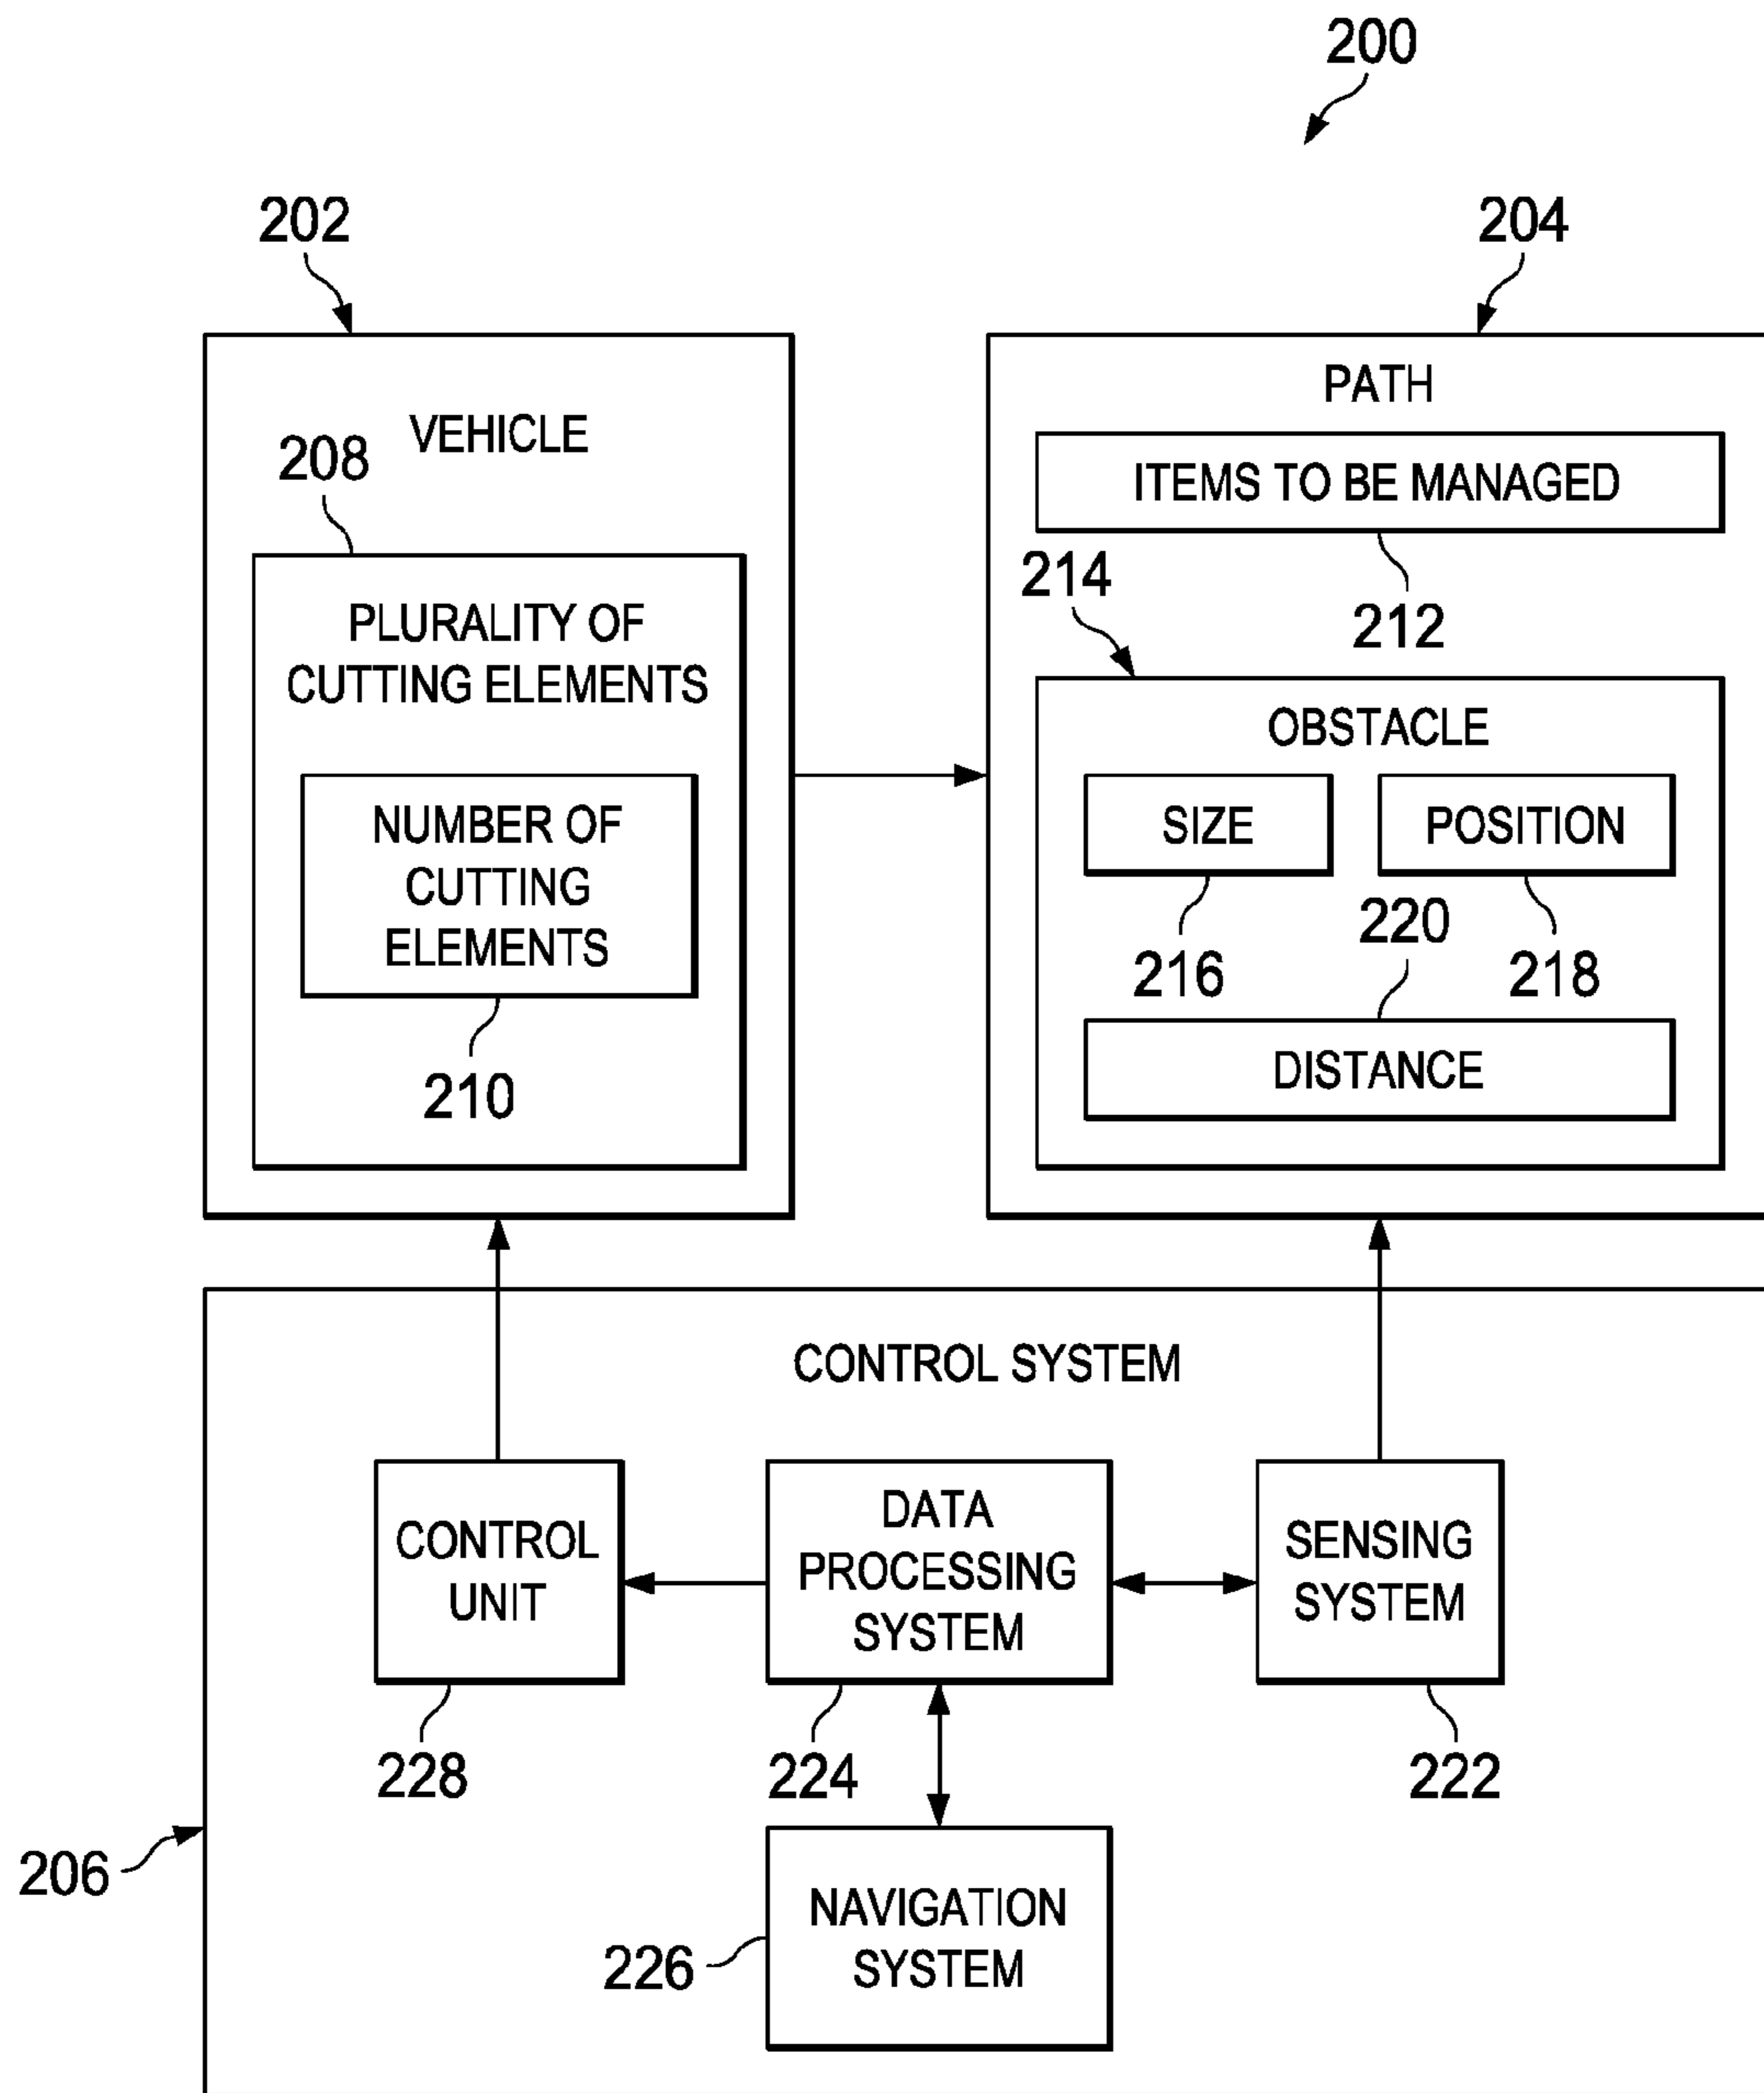 200
202
204
VEHICLE
208
PLURALITY OF
CUTTING ELEMENTS
NUMBER OF
CUTTING
ELEMENTS
210
PATH
ITEMS TO BE MANAGED
212
214
OBSTACLE
SIZE
POSITION
216
220
218
DISTANCE
CONTROL SYSTEM
CONTROL
UNIT
228
DATA
PROCESSING
SYSTEM
224
SENSING
SYSTEM
222
206
NAVIGATION
SYSTEM
226